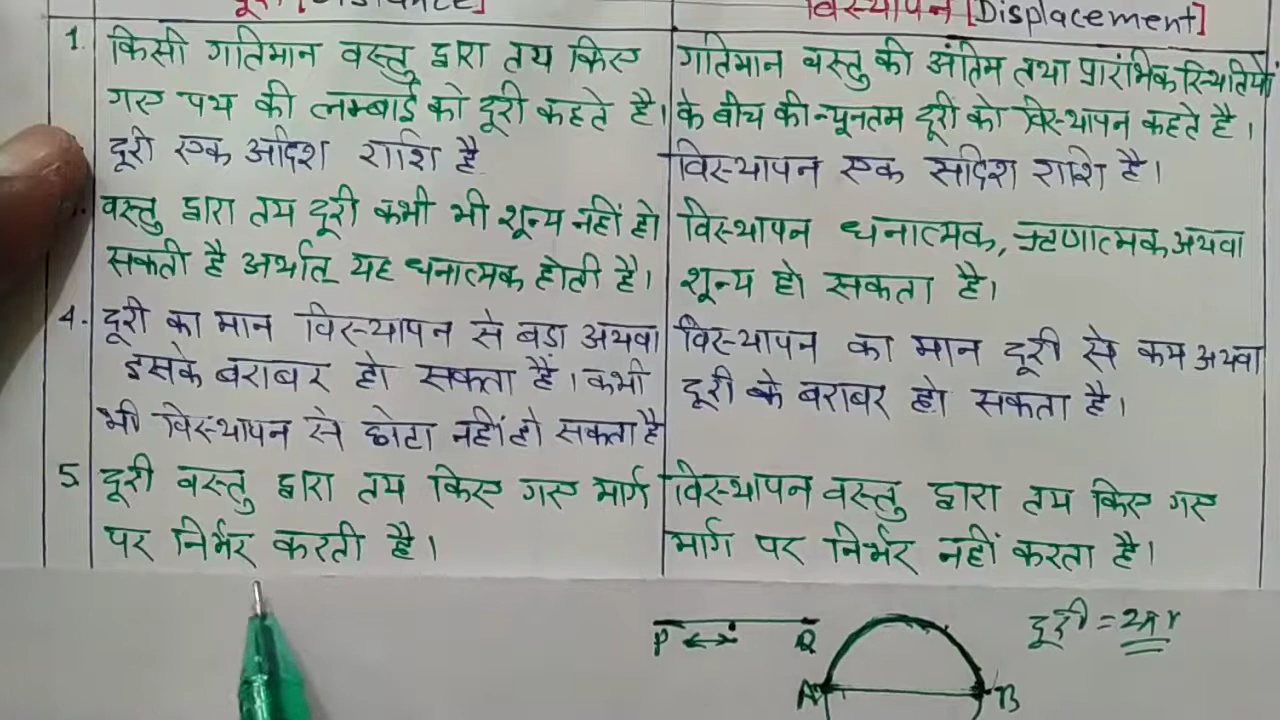 विस्थापन [Displacement]
1. किसी गतिमान वस्तु द्वारा तय किए
गए पथ की लम्बाई को दूरी कहते है।
दूरी एक अदिश राशि है
वस्तु द्वारा तय दूरी कभी भी शून्य नहीं हो
सकती है अर्थात् यह धनात्मक होती है।
4. दूरी का मान विस्थापन से बडा अथवा
इसके बराबर हो सकता है। कभी
भी विस्थापन से छोटा नहीं हो सकता है
5 दूरी वस्तु द्वारा तय किए गए मार्ग
पर निर्भर करती है।
गतिमान वस्तु की अंतिम तथा प्रारंभिक स्थितियों
के बीच की न्यूनतम दूरी को विस्थापन कहते है।
विस्थापन एक सदिश राशि है।
विस्थापन धनात्मक, ऋणात्मक अथवा
शून्य हो सकता है।
विस्थापन का मान दूरी से कम अथवा
दूरी के बराबर हो सकता है।
विस्थापन वस्तु द्वारा तय किए गए
मार्ग पर निर्भर नहीं करता है।
P Q
दूरी = 2πr
A B